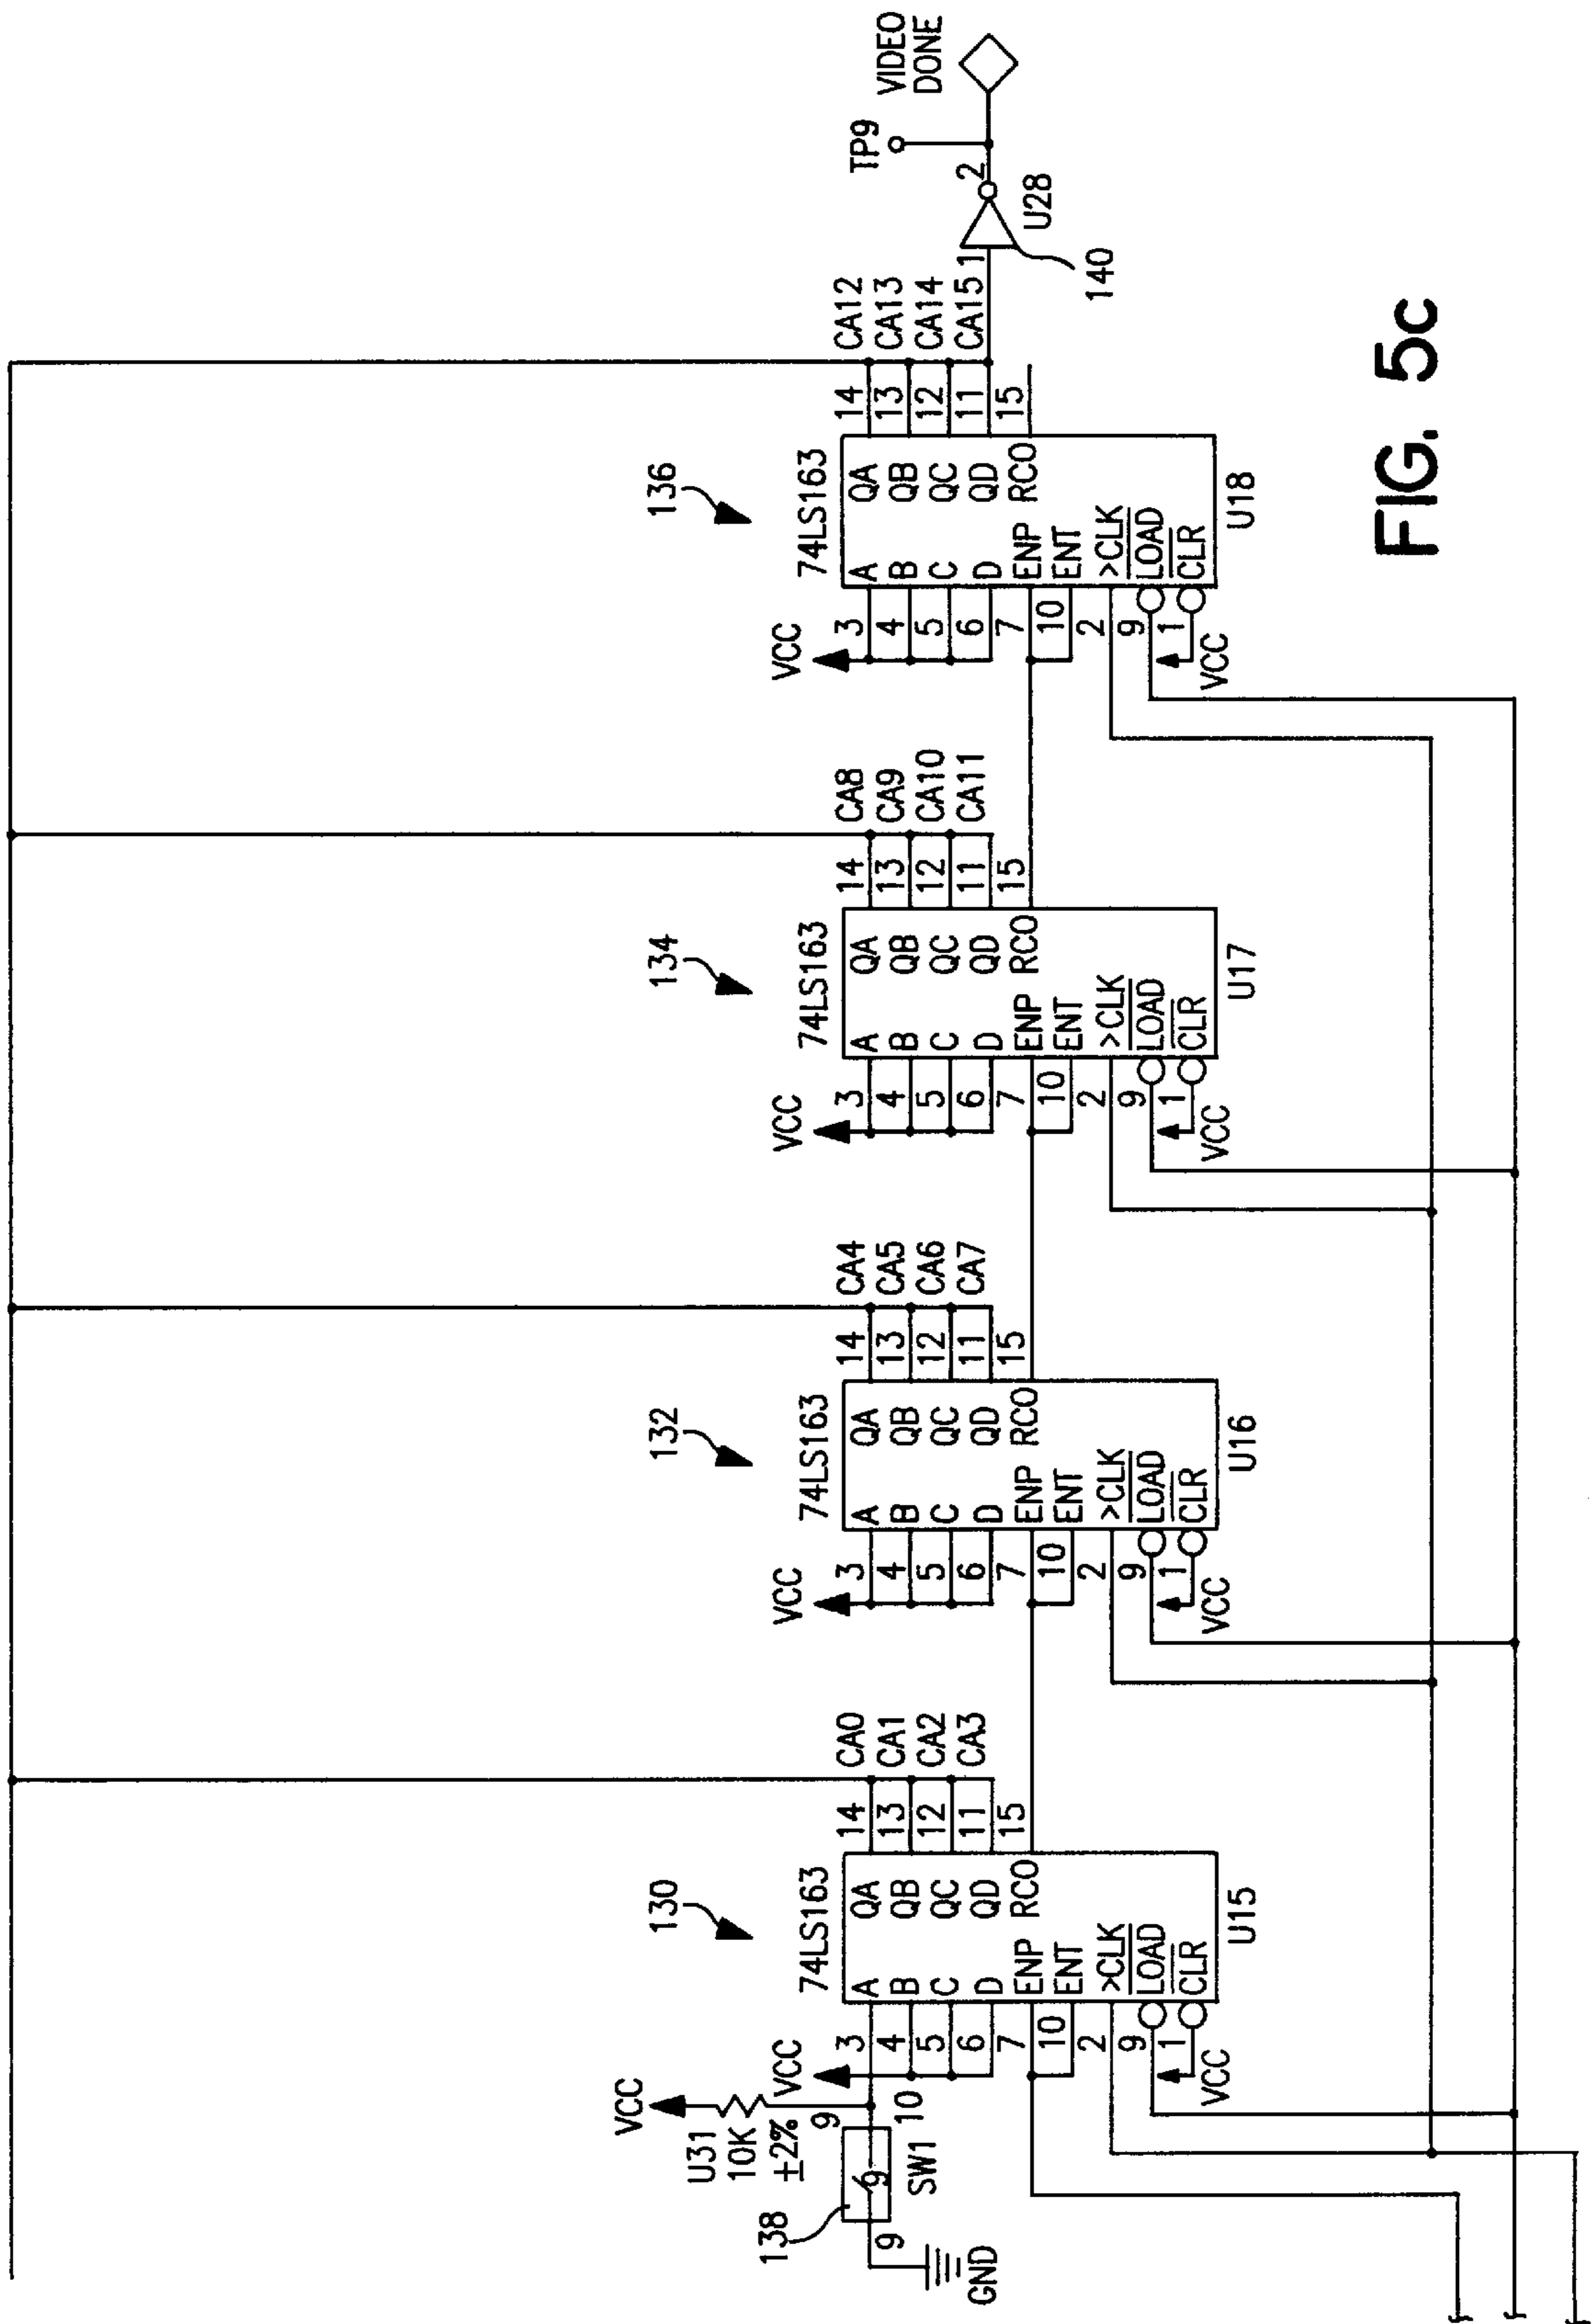 VCC
U31
10K
±2%
9
138
9
9
10
SW1
GND
130
74LS163
VCC
3 A QA 14 CA0
4 B QB 13 CA1
5 C QC 12 CA2
6 D QD 11 CA3
7 ENP RCO 15
10 ENT
2 >CLK
9 LOAD
1 CLR
VCC
U15
132
74LS163
VCC
3 A QA 14 CA4
4 B QB 13 CA5
5 C QC 12 CA6
6 D QD 11 CA7
7 ENP RCO 15
10 ENT
2 >CLK
9 LOAD
1 CLR
VCC
U16
134
74LS163
VCC
3 A QA 14 CA8
4 B QB 13 CA9
5 C QC 12 CA10
6 D QD 11 CA11
7 ENP RCO 15
10 ENT
2 >CLK
9 LOAD
1 CLR
VCC
U17
136
74LS163
VCC
3 A QA 14 CA12
4 B QB 13 CA13
5 C QC 12 CA14
6 D QD 11 CA15
7 ENP RCO 15
10 ENT
2 >CLK
9 LOAD
1 CLR
VCC
U18
1
2
U28
140
TP9
VIDEO
DONE
FIG. 5c